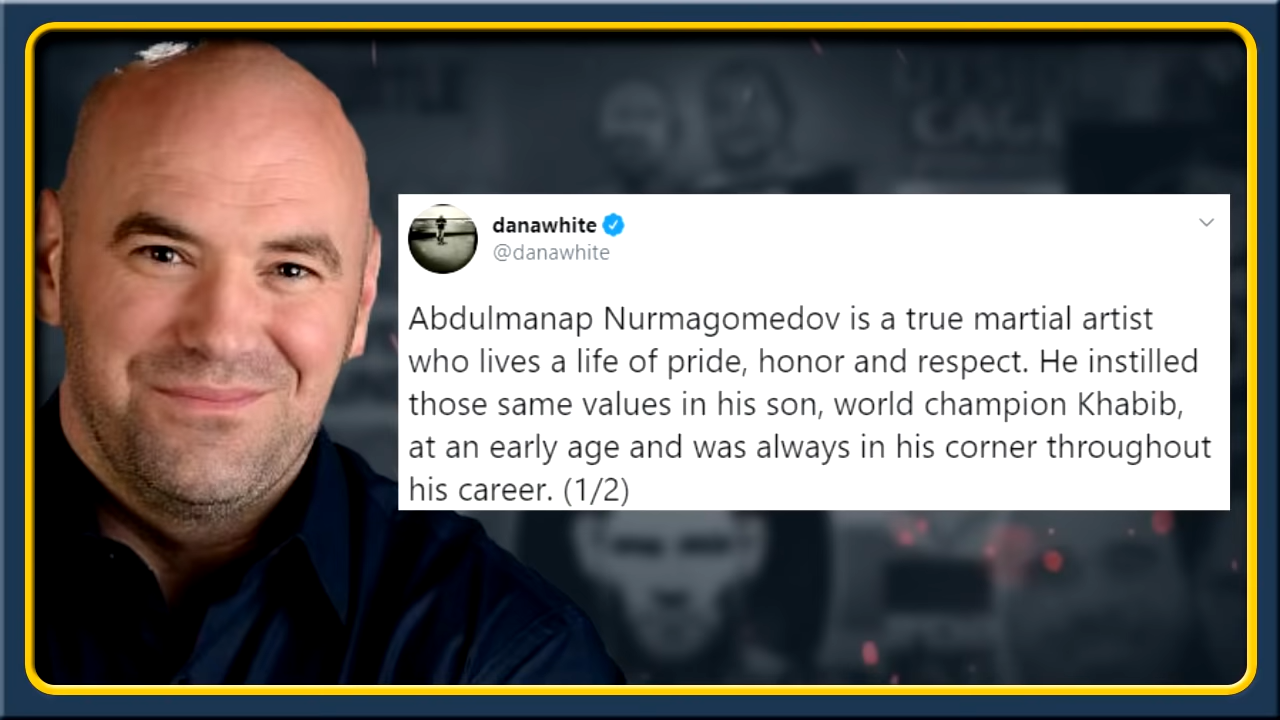 danawhite
@danawhite
Abdulmanap Nurmagomedov is a true martial artist
who lives a life of pride, honor and respect. He instilled
those same values in his son, world champion Khabib,
at an early age and was always in his corner throughout
his career. (1/2)